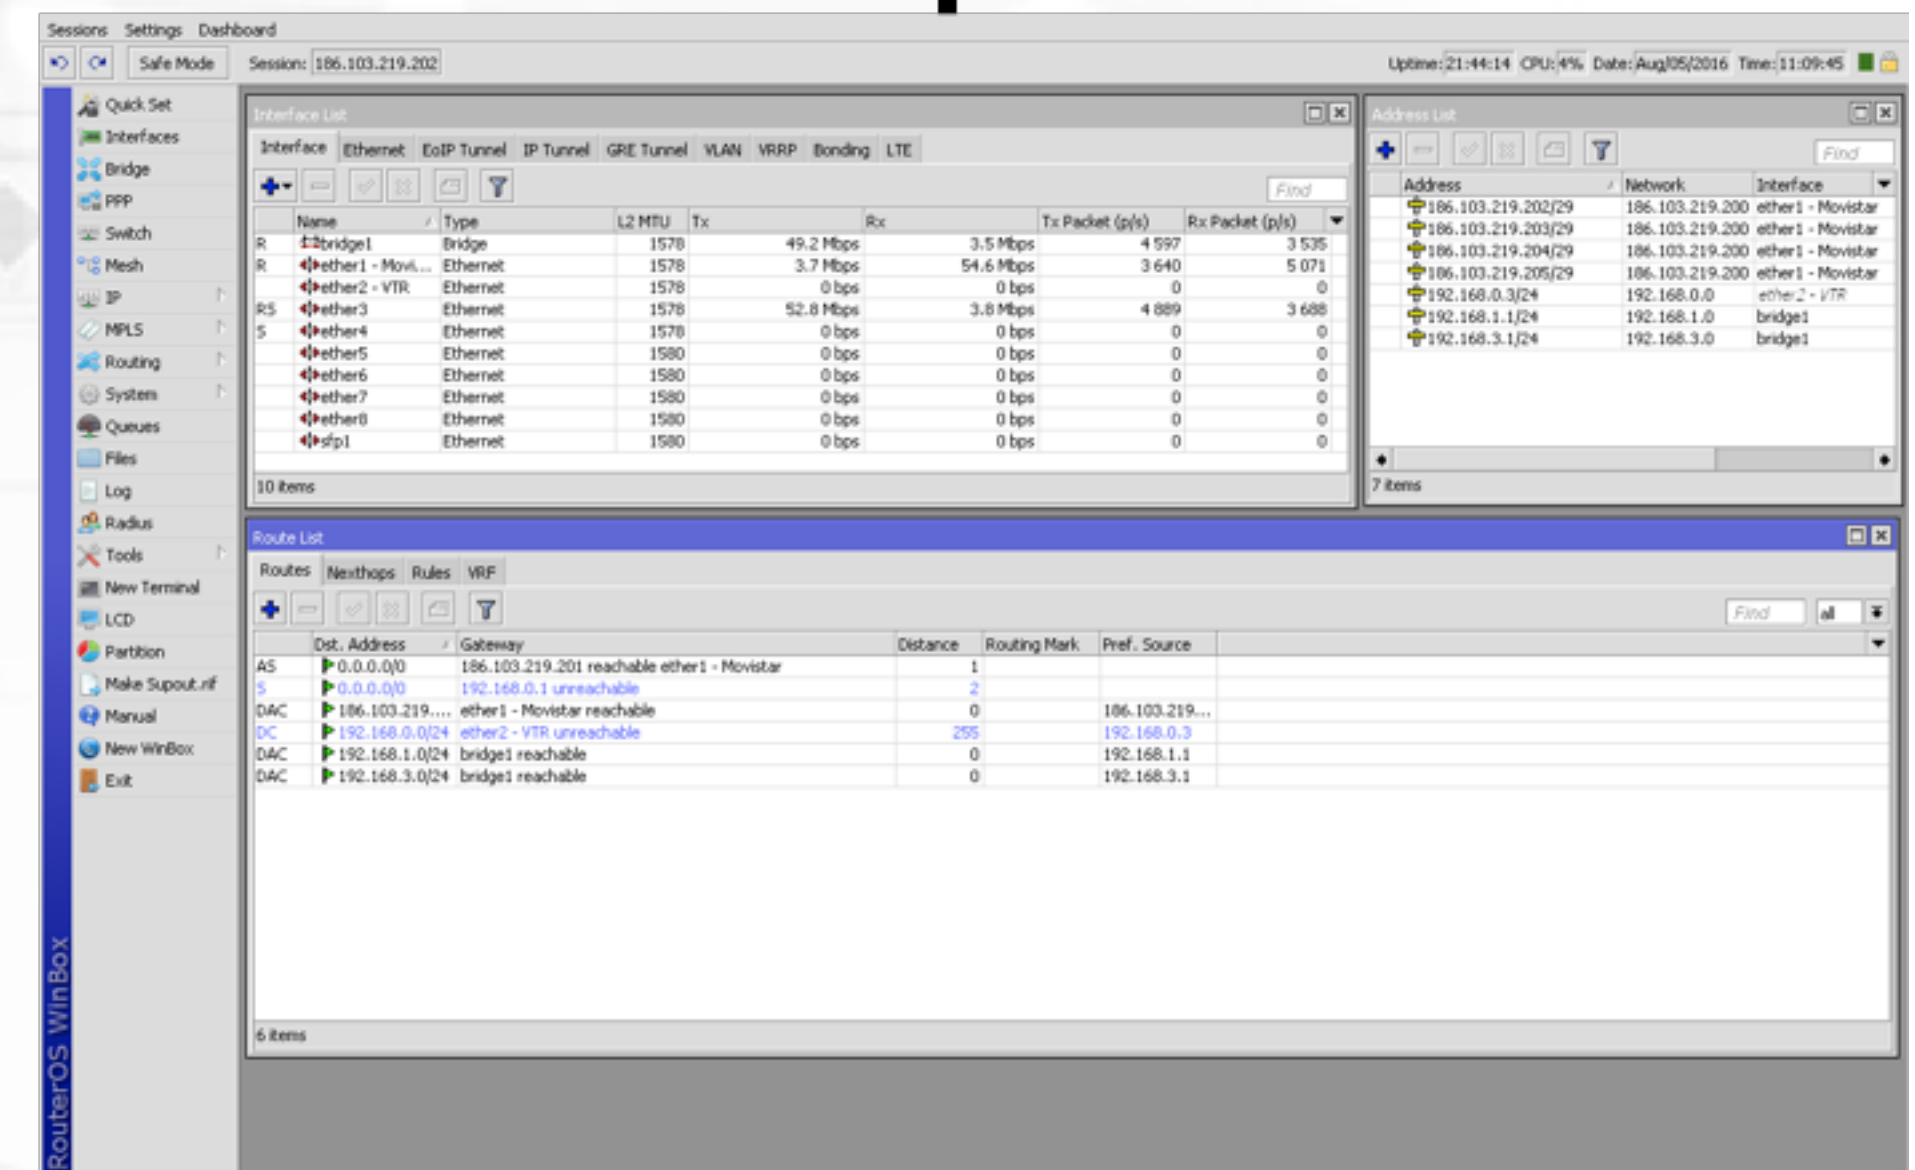 Sessions Settings Dashboard
Safe Mode Session: 186.103.219.202 Uptime: 21:44:14 CPU: 4% Date: Aug/05/2016 Time: 11:09:45
Quick Set
Interfaces
Bridge
PPP
Switch
Mesh
IP
MPLS
Routing
System
Queues
Files
Log
Radius
Tools
New Terminal
LCD
Partition
Make Supout.rif
Manual
New WinBox
Exit
RouterOS WinBox
Interface List
Interface Ethernet EoIP Tunnel IP Tunnel GRE Tunnel VLAN VRRP Bonding LTE
Find
Name Type L2 MTU Tx Rx Tx Packet (p/s) Rx Packet (p/s)
R bridge1 Bridge 1578 49.2 Mbps 3.5 Mbps 4 597 3 535
R ether1 - Movi... Ethernet 1578 3.7 Mbps 54.6 Mbps 3 640 5 071
ether2 - VTR Ethernet 1578 0 bps 0 bps 0 0
RS ether3 Ethernet 1578 52.8 Mbps 3.8 Mbps 4 889 3 688
S ether4 Ethernet 1578 0 bps 0 bps 0 0
ether5 Ethernet 1580 0 bps 0 bps 0 0
ether6 Ethernet 1580 0 bps 0 bps 0 0
ether7 Ethernet 1580 0 bps 0 bps 0 0
ether8 Ethernet 1580 0 bps 0 bps 0 0
sfp1 Ethernet 1580 0 bps 0 bps 0 0
10 items
Address List
Find
Address Network Interface
186.103.219.202/29 186.103.219.200 ether1 - Movistar
186.103.219.203/29 186.103.219.200 ether1 - Movistar
186.103.219.204/29 186.103.219.200 ether1 - Movistar
186.103.219.205/29 186.103.219.200 ether1 - Movistar
192.168.0.3/24 192.168.0.0 ether2 - VTR
192.168.1.1/24 192.168.1.0 bridge1
192.168.3.1/24 192.168.3.0 bridge1
7 items
Route List
Routes Nexthops Rules VRF
Find all
Dst. Address Gateway Distance Routing Mark Pref. Source
AS 0.0.0.0/0 186.103.219.201 reachable ether1 - Movistar 1
S 0.0.0.0/0 192.168.0.1 unreachable 2
DAC 186.103.219.... ether1 - Movistar reachable 0 186.103.219...
DC 192.168.0.0/24 ether2 - VTR unreachable 255 192.168.0.3
DAC 192.168.1.0/24 bridge1 reachable 0 192.168.1.1
DAC 192.168.3.0/24 bridge1 reachable 0 192.168.3.1
6 items